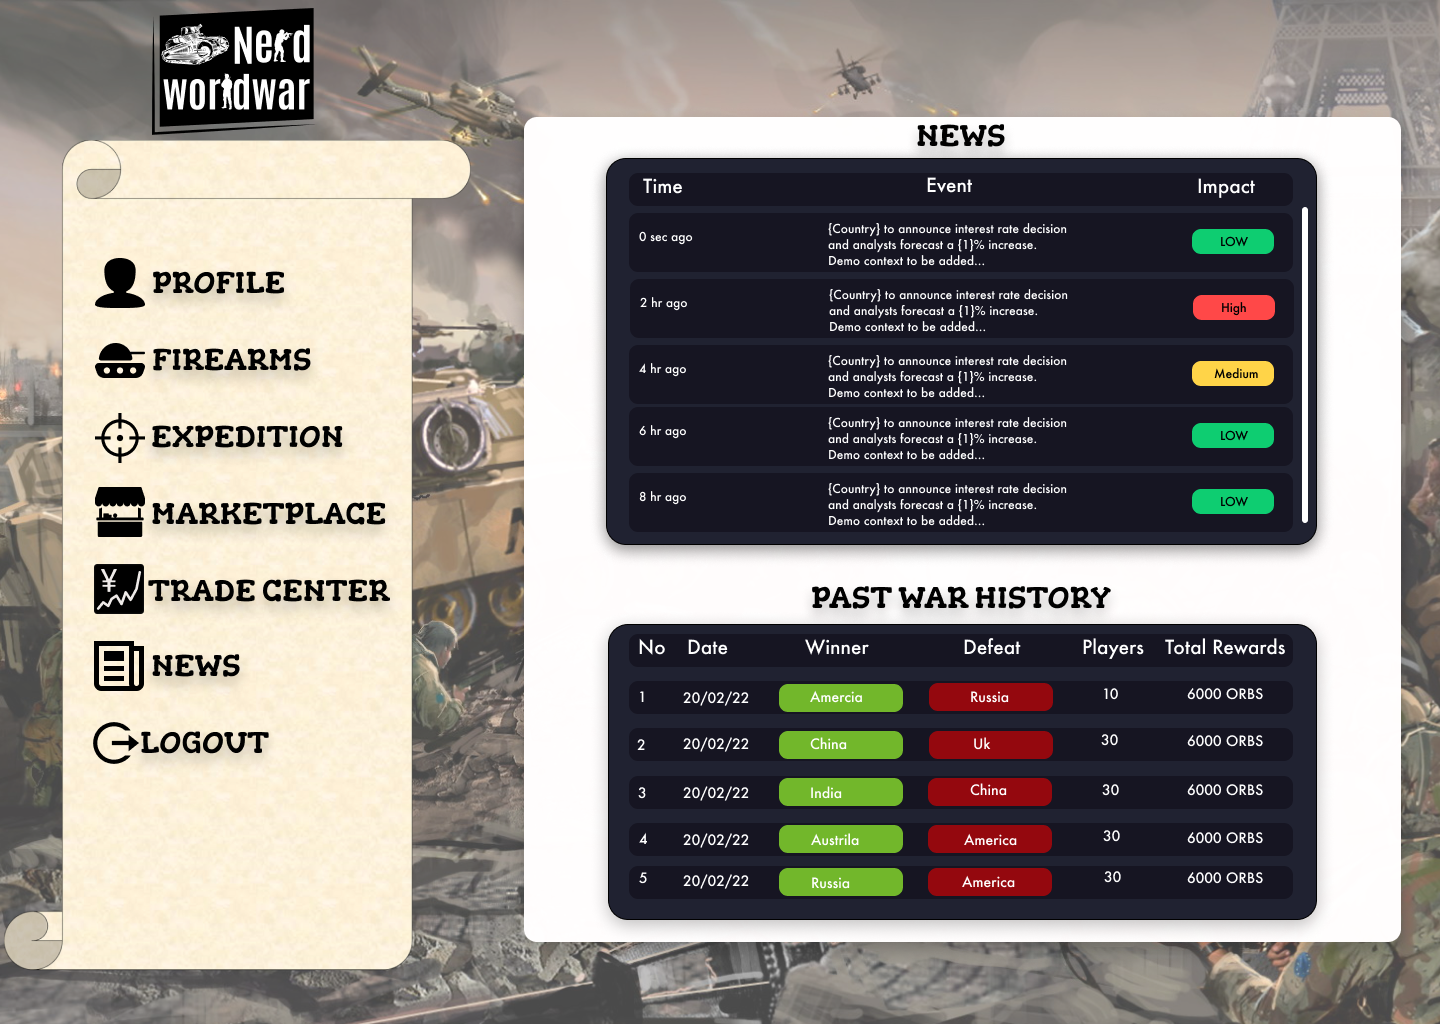 Nerd
worldwar
PROFILE
FIREARMS
EXPEDITION
MARKETPLACE
¥
TRADE CENTER
NEWS
LOGOUT
NEWS
Time Event Impact
0 sec ago {Country} to announce interest rate decision LOW
and analysts forecast a {1}% increase.
Demo context to be added...
2 hr ago {Country} to announce interest rate decision High
and analysts forecast a {1}% increase.
Demo context to be added...
4 hr ago {Country} to announce interest rate decision Medium
and analysts forecast a {1}% increase.
Demo context to be added...
6 hr ago {Country} to announce interest rate decision LOW
and analysts forecast a {1}% increase.
Demo context to be added...
8 hr ago {Country} to announce interest rate decision LOW
and analysts forecast a {1}% increase.
Demo context to be added...
PAST WAR HISTORY
No Date Winner Defeat Players Total Rewards
1 20/02/22 Amercia Russia 10 6000 ORBS
2 20/02/22 China Uk 30 6000 ORBS
3 20/02/22 India China 30 6000 ORBS
4 20/02/22 Austrila America 30 6000 ORBS
5 20/02/22 Russia America 30 6000 ORBS